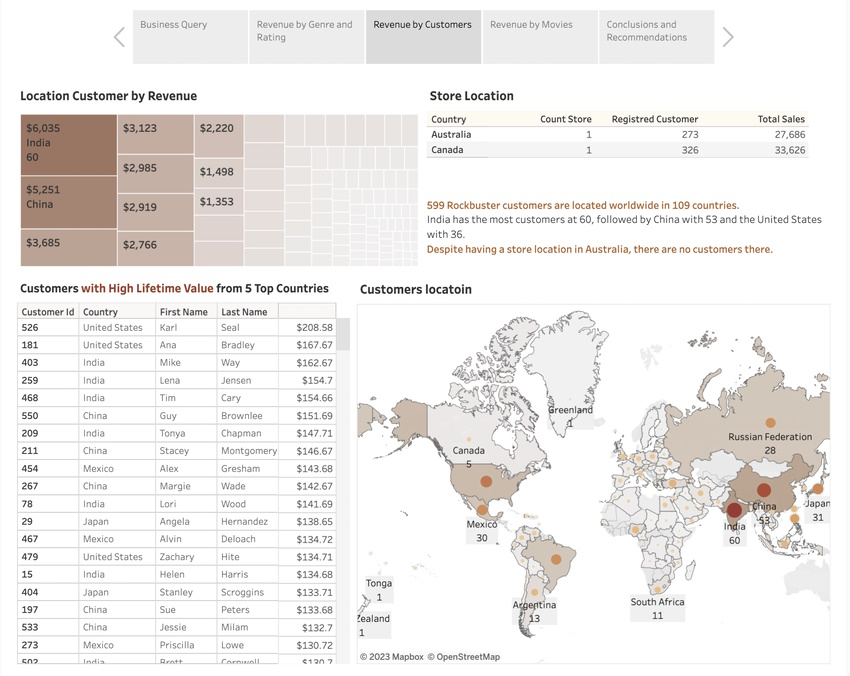 Business Query
Revenue by Genre and
Rating
Revenue by Customers
Revenue by Movies
Conclusions and
Recommendations
Location Customer by Revenue
$6,035
India
60
$5,251
China
$3,685
$3,123
$2,985
$2,919
$2,766
$2,220
$1,498
$1,353
Store Location
Country Count Store Registred Customer Total Sales
Australia 1 273 27,686
Canada 1 326 33,626
599 Rockbuster customers are located worldwide in 109 countries.
India has the most customers at 60, followed by China with 53 and the United States
with 36.
Despite having a store location in Australia, there are no customers there.
Customers with High Lifetime Value from 5 Top Countries
Customer Id Country First Name Last Name
526 United States Karl Seal $208.58
181 United States Ana Bradley $167.67
403 India Mike Way $162.67
259 India Lena Jensen $154.7
468 India Tim Cary $154.66
550 China Guy Brownlee $151.69
209 India Tonya Chapman $147.71
211 China Stacey Montgomery $146.67
454 Mexico Alex Gresham $143.68
267 China Margie Wade $142.67
78 India Lori Wood $141.69
29 Japan Angela Hernandez $138.65
467 Mexico Alvin Deloach $134.72
479 United States Zachary Hite $134.71
15 India Helen Harris $134.68
404 Japan Stanley Scroggins $133.71
197 China Sue Peters $133.68
533 China Jessie Milam $132.7
273 Mexico Priscilla Lowe $130.72
502 India Brett Cornwell $130.7
Customers locatoin
Greenland
1
Canada
5
Russian Federation
28
Mexico
30
China
53
Japan
31
India
60
Tonga
1
Zealand
1
Argentina
13
South Africa
11
© 2023 Mapbox © OpenStreetMap